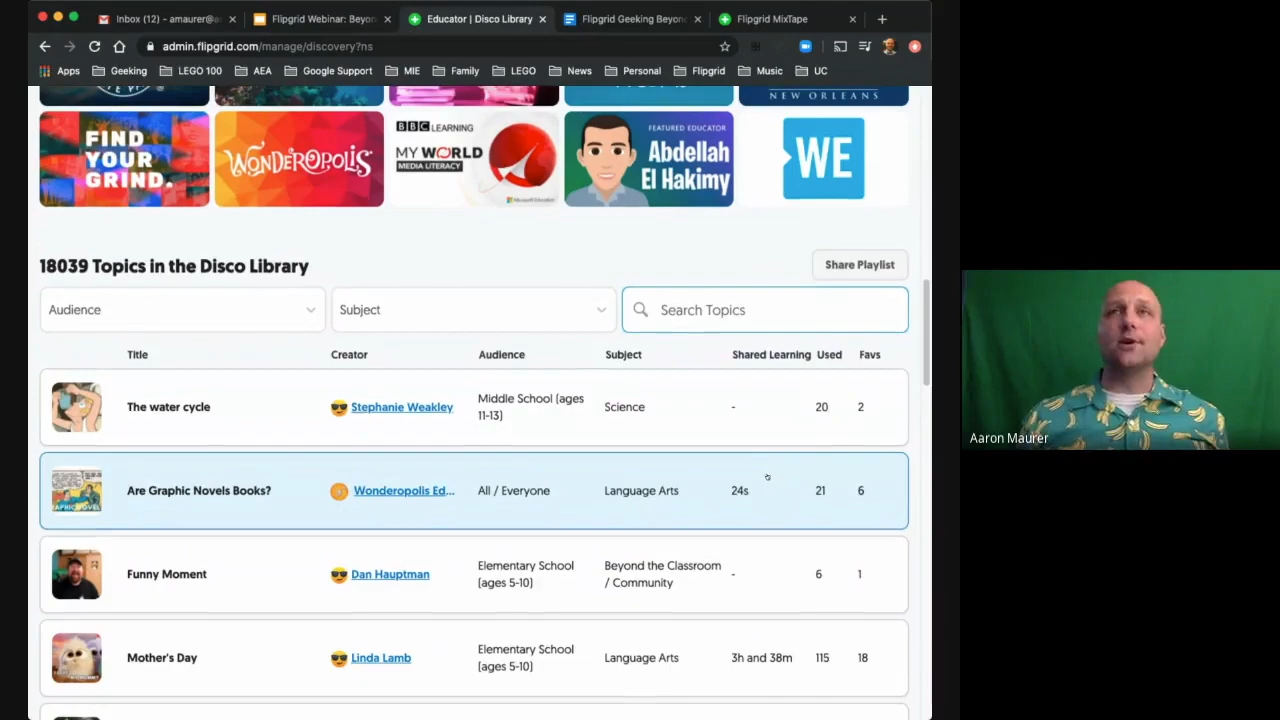 Inbox (12) - amaurer@
Flipgrid Webinar: Beyon
Educator | Disco Library
Flipgrid Geeking Beyon
Flipgrid MixTape
admin.flipgrid.com/manage/discovery?ns
Apps
Geeking
LEGO 100
AEA
Google Support
MIE
Family
LEGO
News
Personal
Flipgrid
Music
UC
NEW ORLEANS
FIND
YOUR
GRIND.
WONDEROPOLIS
BBC LEARNING
MY WORLD
MEDIA LITERACY
Microsoft Education
FEATURED EDUCATOR
Abdellah
El Hakimy
WE
18039 Topics in the Disco Library
Share Playlist
Audience
Subject
Search Topics
Title Creator Audience Subject Shared Learning Used Favs
The water cycle
Stephanie Weakley
Middle School (ages
11-13)
Science
-
20
2
Are Graphic Novels Books?
Wonderopolis Ed...
All / Everyone
Language Arts
24s
21
6
Funny Moment
Dan Hauptman
Elementary School
(ages 5-10)
Beyond the Classroom
/ Community
-
6
1
Mother's Day
Linda Lamb
Elementary School
(ages 5-10)
Language Arts
3h and 38m
115
18
Aaron Maurer